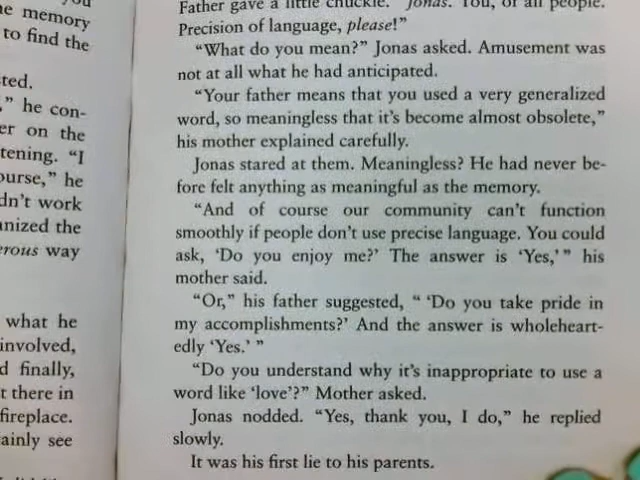 you
e memory
to find the
ted.
," he con-
er on the
tening. "I
ourse," he
dn't work
anized the
erous way
what he
involved,
d finally,
t there in
fireplace.
ainly see
Father gave a little chuckle. "Jonas. You, of all people.
Precision of language, please!"
"What do you mean?" Jonas asked. Amusement was
not at all what he had anticipated.
"Your father means that you used a very generalized
word, so meaningless that it's become almost obsolete,"
his mother explained carefully.
Jonas stared at them. Meaningless? He had never be-
fore felt anything as meaningful as the memory.
"And of course our community can't function
smoothly if people don't use precise language. You could
ask, 'Do you enjoy me?' The answer is 'Yes,'" his
mother said.
"Or," his father suggested, " 'Do you take pride in
my accomplishments?' And the answer is wholeheart-
edly 'Yes.' "
"Do you understand why it's inappropriate to use a
word like 'love'?" Mother asked.
Jonas nodded. "Yes, thank you, I do," he replied
slowly.
It was his first lie to his parents.